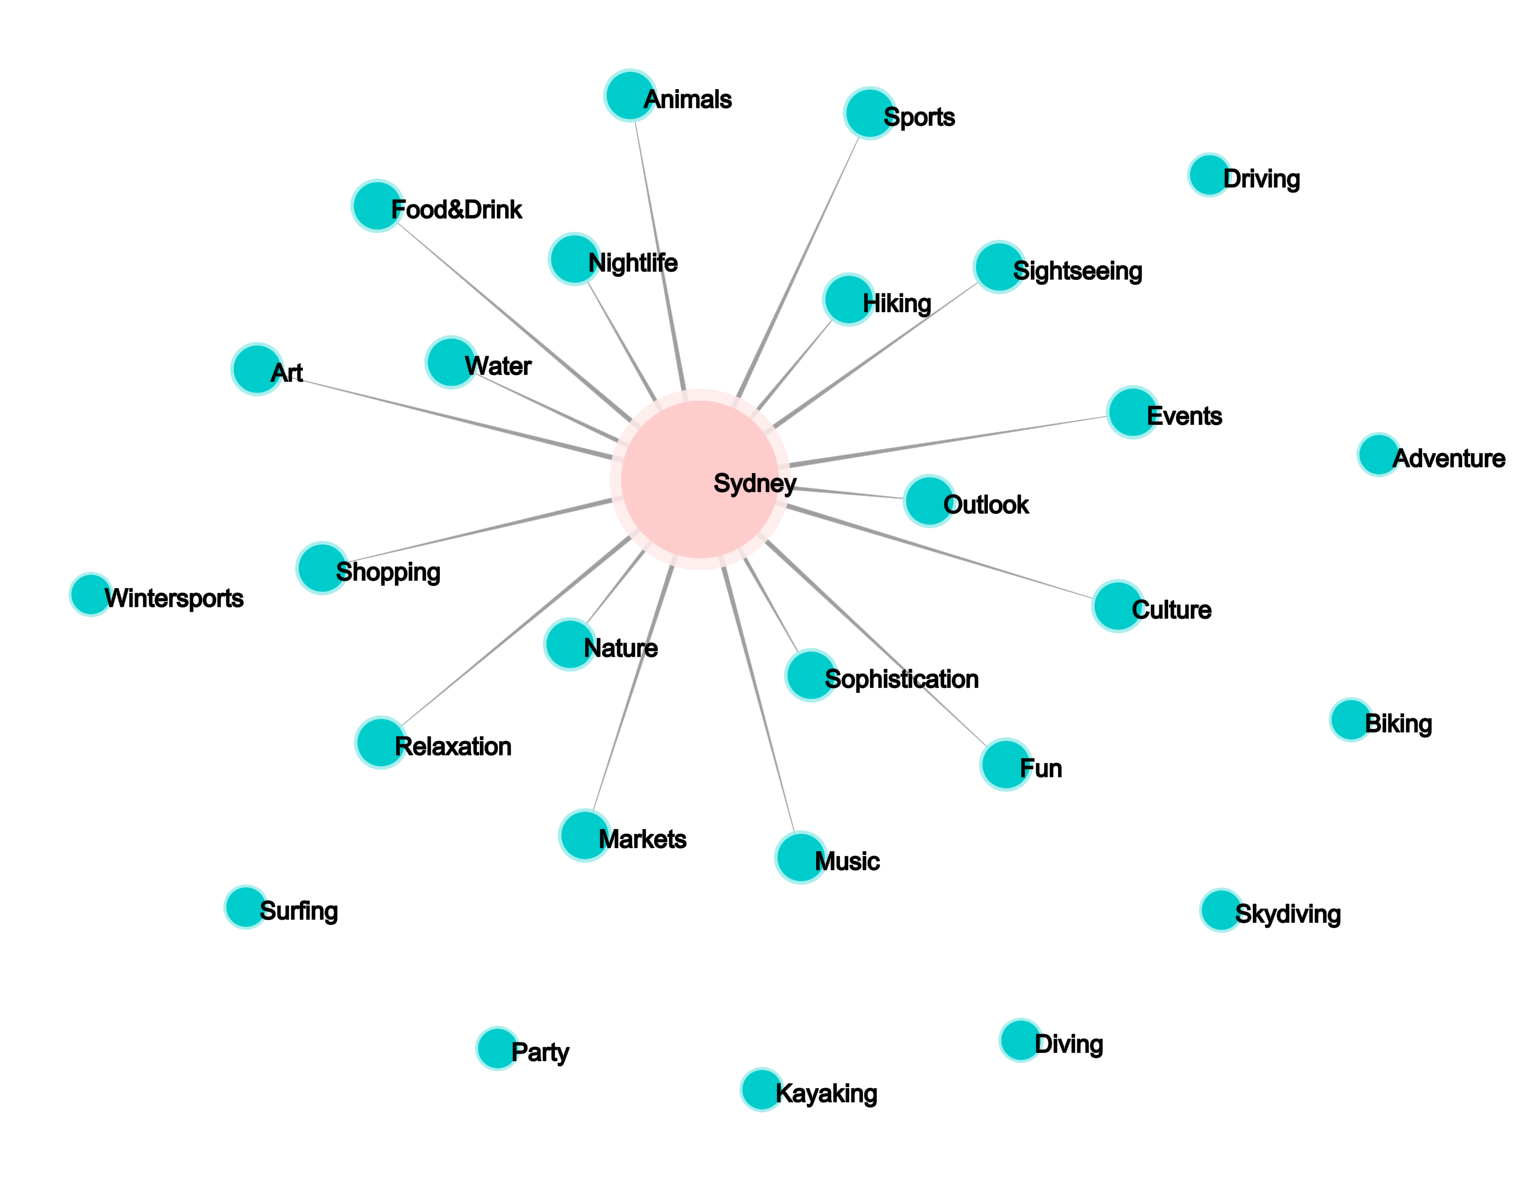 Animals
Sports
Driving
Food&Drink
Nightlife
Sightseeing
Hiking
Water
Art
Events
Adventure
Sydney
Outlook
Shopping
Wintersports
Culture
Nature
Sophistication
Biking
Relaxation
Fun
Markets
Music
Surfing
Skydiving
Diving
Party
Kayaking